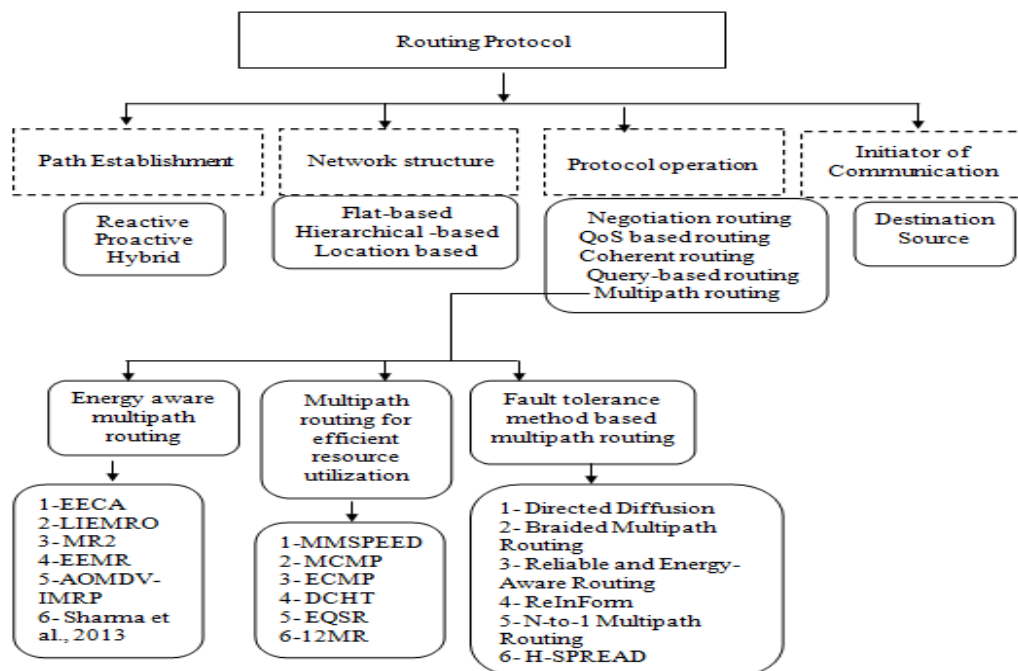 Routing Protocol
Path Establishment
Network structure
Protocol operation
Initiator of
Communication
Reactive
Proactive
Hybrid
Flat-based
Hierarchical -based
Location based
Negotiation routing
QoS based routing
Coherent routing
Query-based routing
Multipath routing
Destination
Source
Energy aware
multipath
routing
Multipath
routing for
efficient
resource
utilization
Fault tolerance
method based
multipath routing
1-EECA
2-LIEMRO
3-MR2
4-EEMR
5-AOMDV-
IMRP
6- Sharma et
al., 2013
1-MMSPEED
2- MCMP
3- ECMP
4- DCHT
5- EQSR
6-12MR
1- Directed Diffusion
2- Braided Multipath
Routing
3- Reliable and Energy-
Aware Routing
4- ReInForm
5- N-to-1 Multipath
Routing
6- H-SPREAD